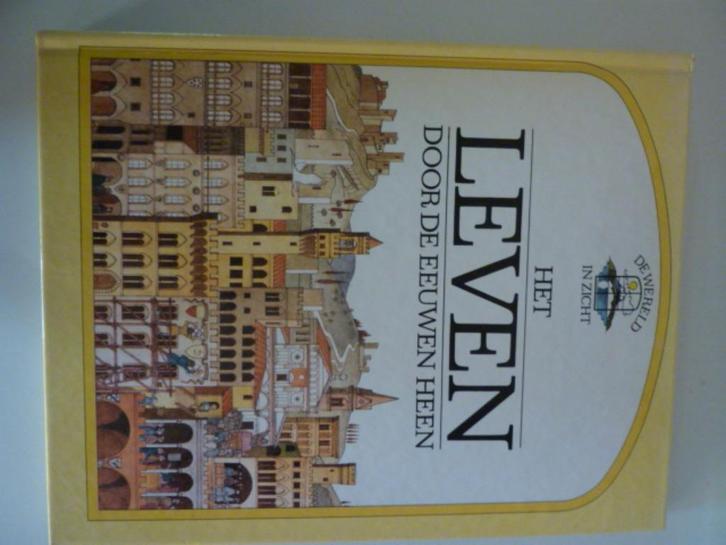 DE WERELD
IN ZICHT
HET
LEVEN
DOOR DE EEUWEN HEEN